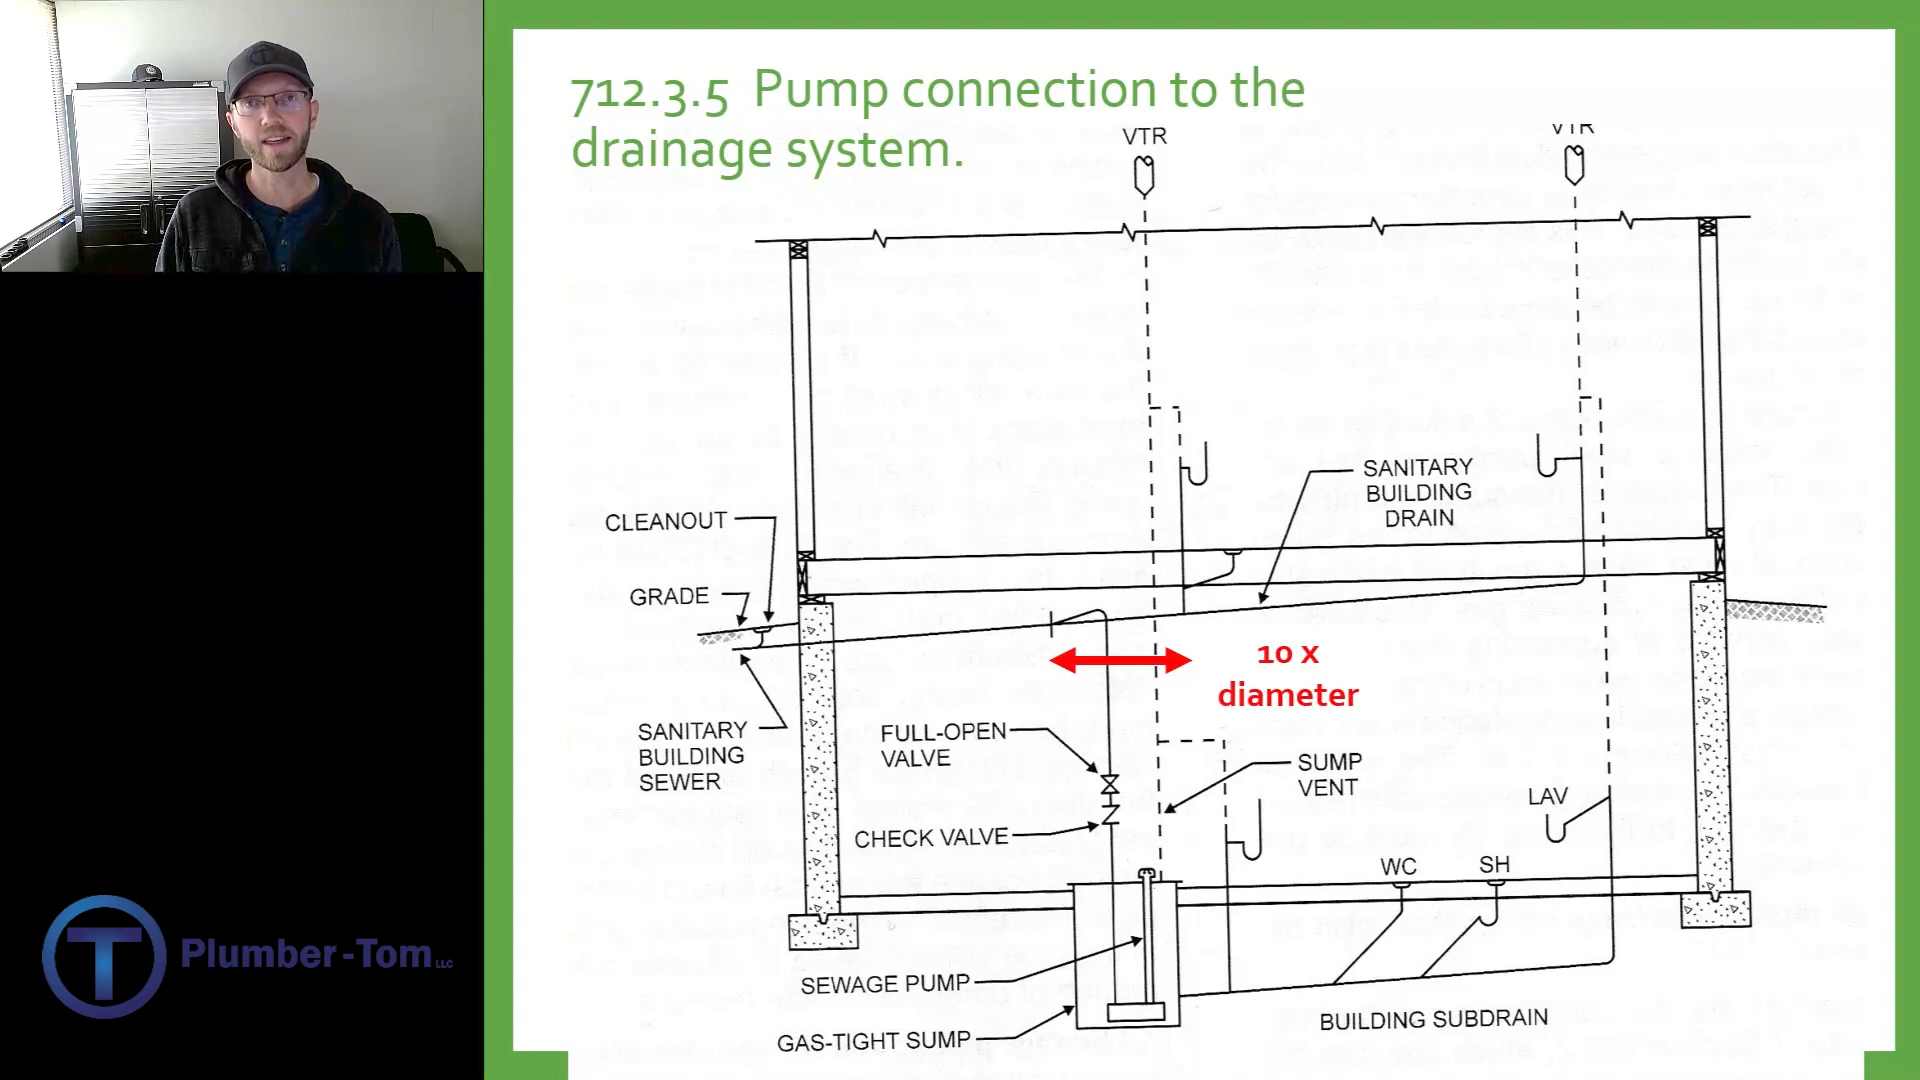 712.3.5 Pump connection to the
drainage system.
VTR
VTR
SANITARY
BUILDING
DRAIN
CLEANOUT
GRADE
10 x
diameter
SANITARY
BUILDING
SEWER
FULL-OPEN
VALVE
SUMP
VENT
LAV
CHECK VALVE
WC
SH
SEWAGE PUMP
BUILDING SUBDRAIN
GAS-TIGHT SUMP
T
Plumber-Tom LLC